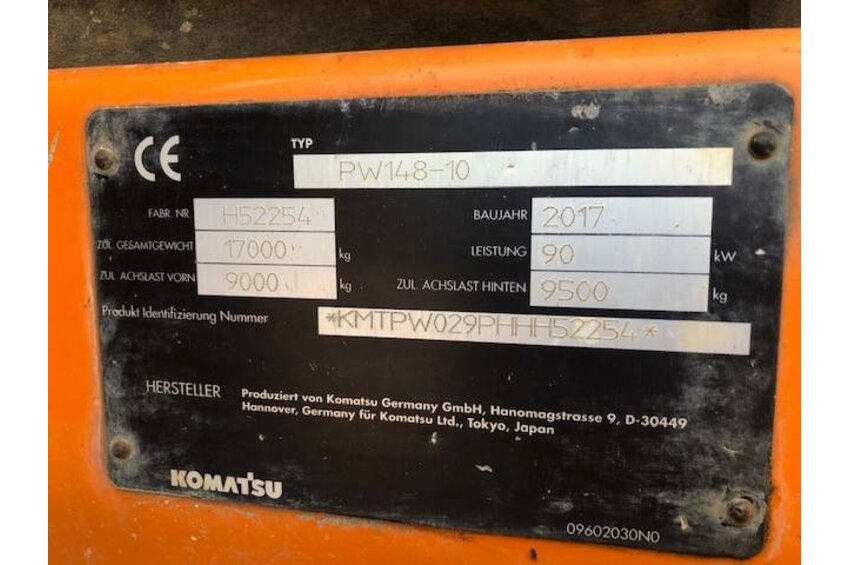 CE
TYP PW148-10
FABR. NR H52254 BAUJAHR 2017
ZUL. GESAMTGEWICHT 17000 kg LEISTUNG 90 kW
ZUL ACHSLAST VORN 9000 kg ZUL. ACHSLAST HINTEN 9500 kg
Produkt Identifizierung Nummer *KMTPW029PHHH52254*
HERSTELLER Produziert von Komatsu Germany GmbH, Hanomagstrasse 9, D-30449
Hannover, Germany für Komatsu Ltd., Tokyo, Japan
KOMATSU
09602030N0